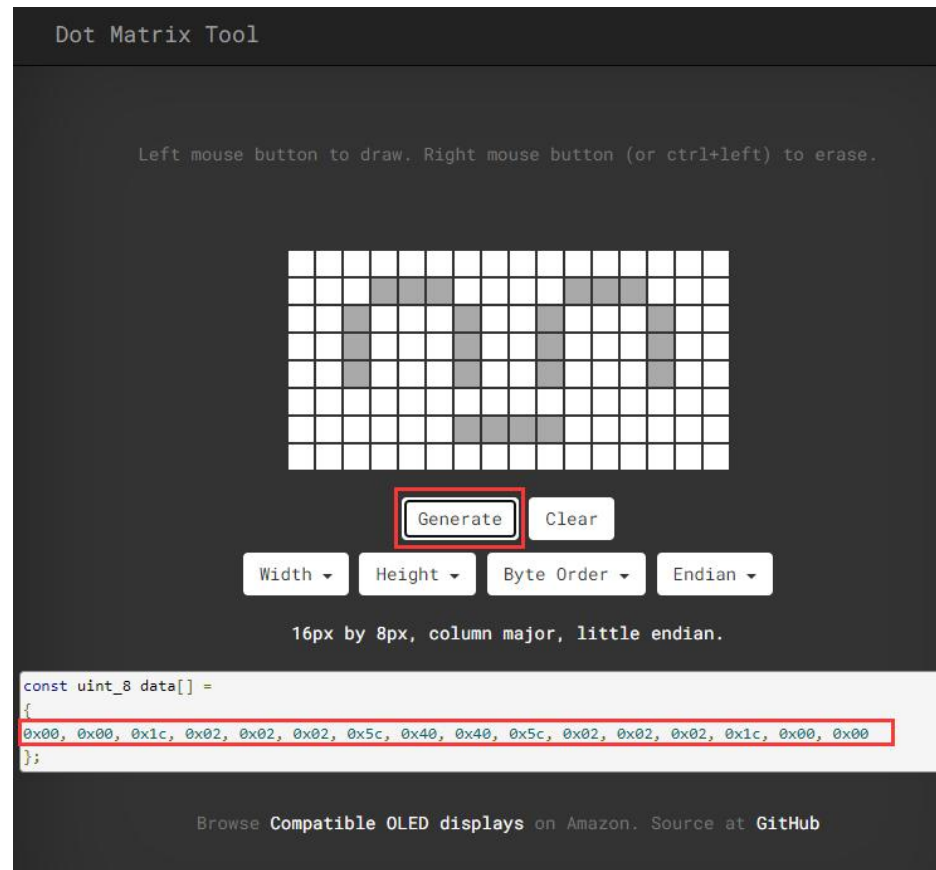 Dot Matrix Tool
Left mouse button to draw. Right mouse button (or ctrl+left) to erase.
Generate Clear
Width Height Byte Order Endian
16px by 8px, column major, little endian.
const uint_8 data[] =
{
0x00, 0x00, 0x1c, 0x02, 0x02, 0x02, 0x5c, 0x40, 0x40, 0x5c, 0x02, 0x02, 0x02, 0x1c, 0x00, 0x00
};
Browse Compatible OLED displays on Amazon. Source at GitHub